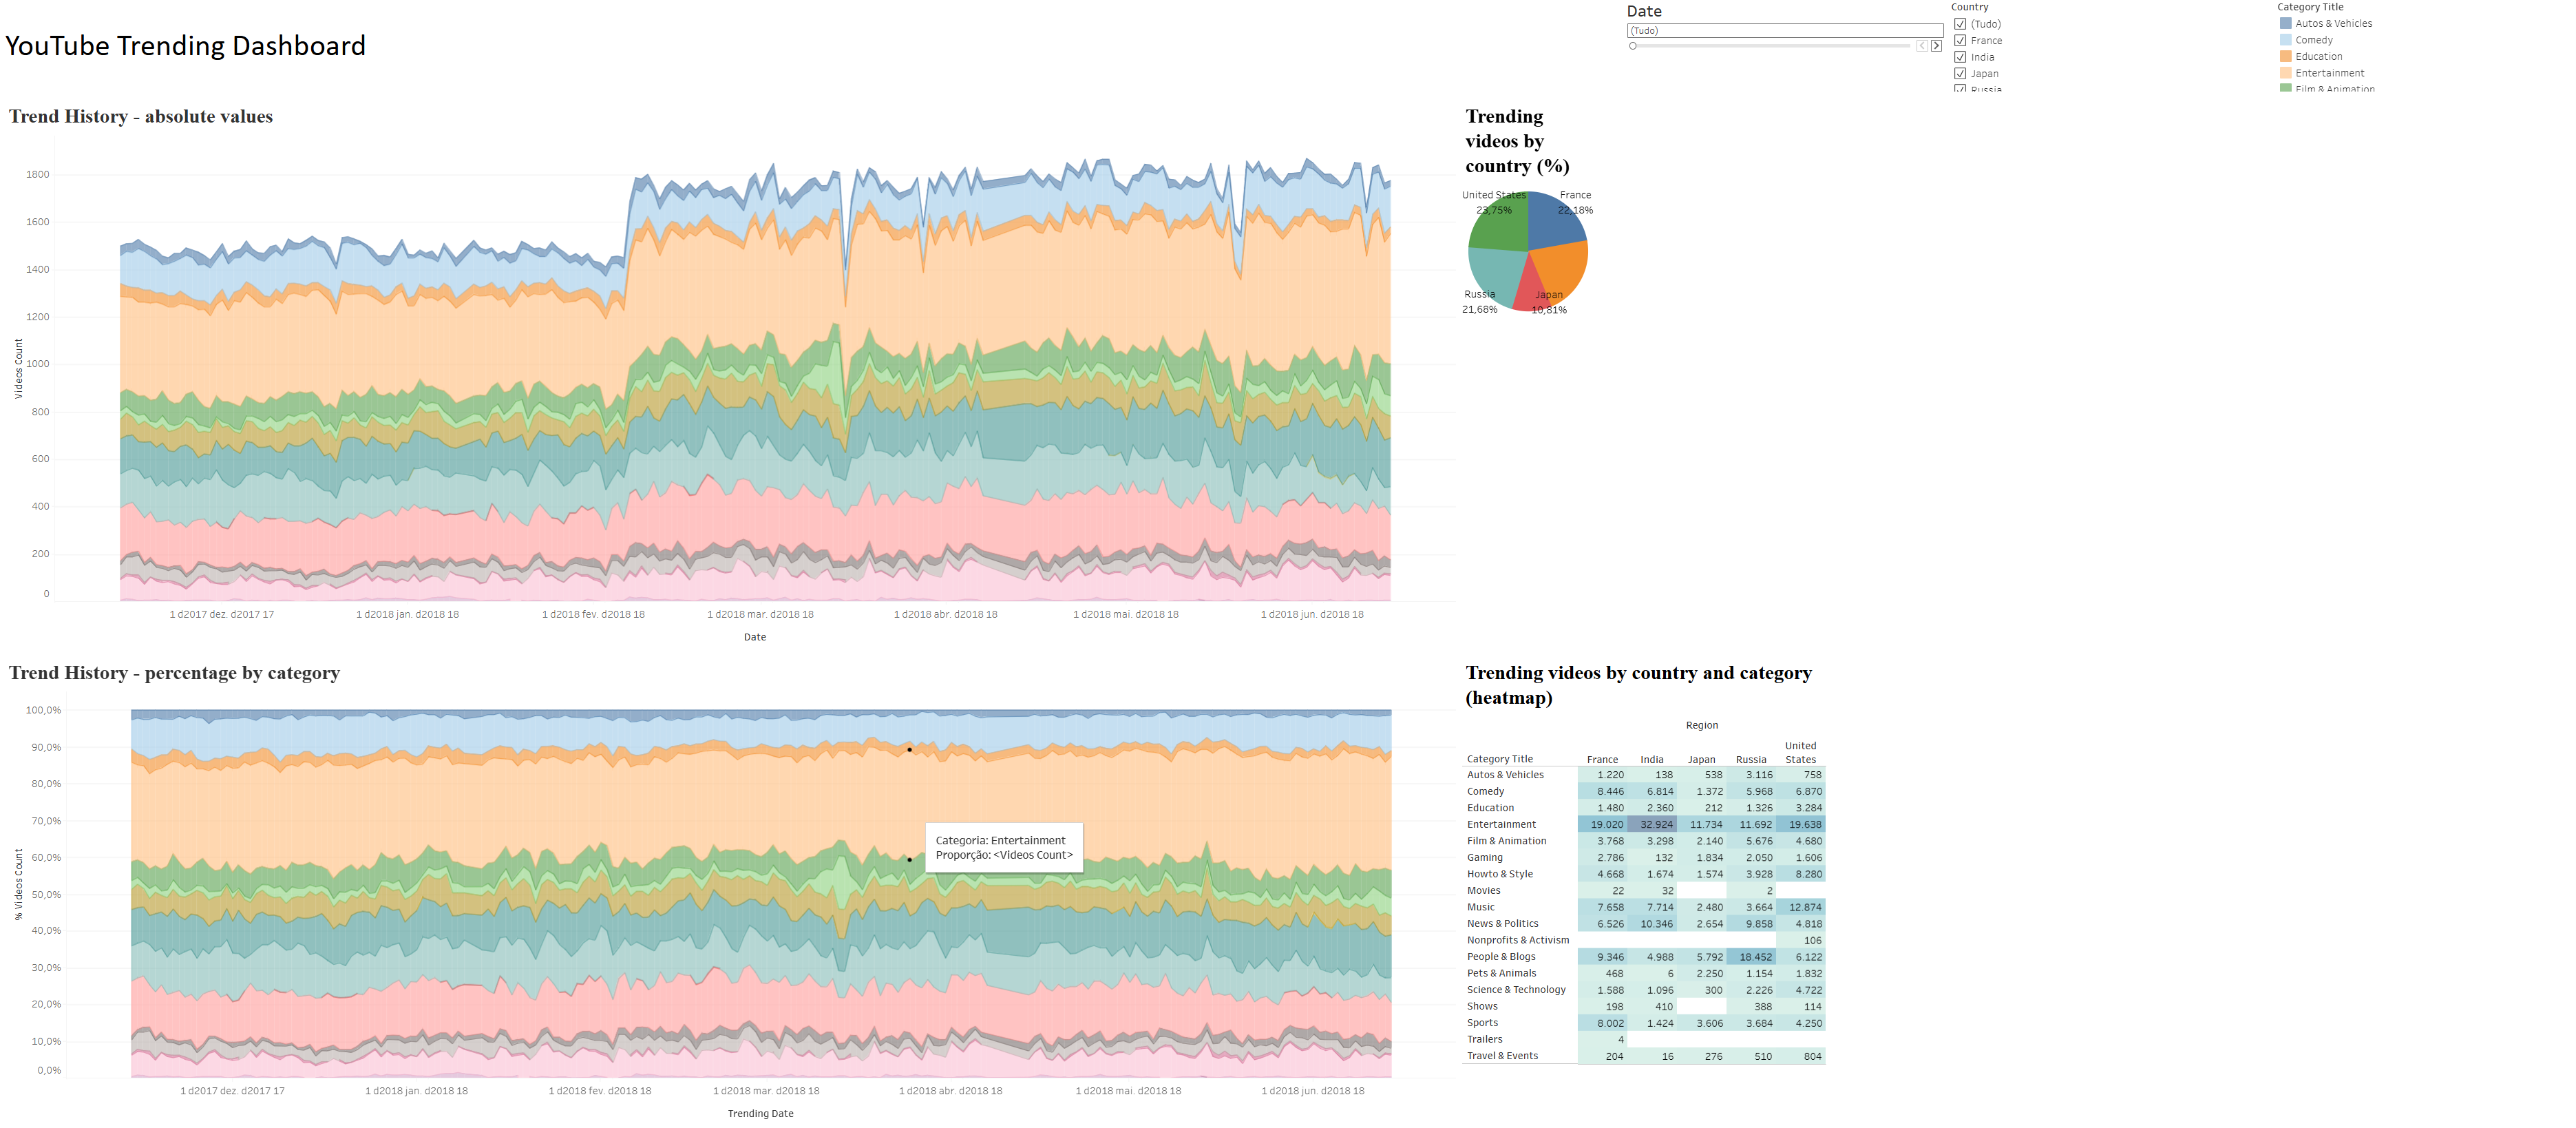 YouTube Trending Dashboard
Date
(Tudo)
Country
(Tudo)
France
India
Japan
Russia
Category Title
Autos & Vehicles
Comedy
Education
Entertainment
Film & Animation
Trend History - absolute values
Videos Count
1800
1600
1400
1200
1000
800
600
400
200
0
1 d2017 dez. d2017 17
1 d2018 jan. d2018 18
1 d2018 fev. d2018 18
1 d2018 mar. d2018 18
1 d2018 abr. d2018 18
1 d2018 mai. d2018 18
1 d2018 jun. d2018 18
Date
Trending
videos by
country (%)
United States
23,75%
France
22,18%
Russia
21,68%
Japan
10,81%
Trend History - percentage by category
% Videos Count
100,0%
90,0%
80,0%
70,0%
60,0%
50,0%
40,0%
30,0%
20,0%
10,0%
0,0%
Categoria: Entertainment
Proporção: <Videos Count>
1 d2017 dez. d2017 17
1 d2018 jan. d2018 18
1 d2018 fev. d2018 18
1 d2018 mar. d2018 18
1 d2018 abr. d2018 18
1 d2018 mai. d2018 18
1 d2018 jun. d2018 18
Trending Date
Trending videos by country and category
(heatmap)
Region
Category Title France India Japan Russia United States
Autos & Vehicles 1.220 138 538 3.116 758
Comedy 8.446 6.814 1.372 5.968 6.870
Education 1.480 2.360 212 1.326 3.284
Entertainment 19.020 32.924 11.734 11.692 19.638
Film & Animation 3.768 3.298 2.140 5.676 4.680
Gaming 2.786 132 1.834 2.050 1.606
Howto & Style 4.668 1.674 1.574 3.928 8.280
Movies 22 32 2
Music 7.658 7.714 2.480 3.664 12.874
News & Politics 6.526 10.346 2.654 9.858 4.818
Nonprofits & Activism 106
People & Blogs 9.346 4.988 5.792 18.452 6.122
Pets & Animals 468 6 2.250 1.154 1.832
Science & Technology 1.588 1.096 300 2.226 4.722
Shows 198 410 388 114
Sports 8.002 1.424 3.606 3.684 4.250
Trailers 4
Travel & Events 204 16 276 510 804